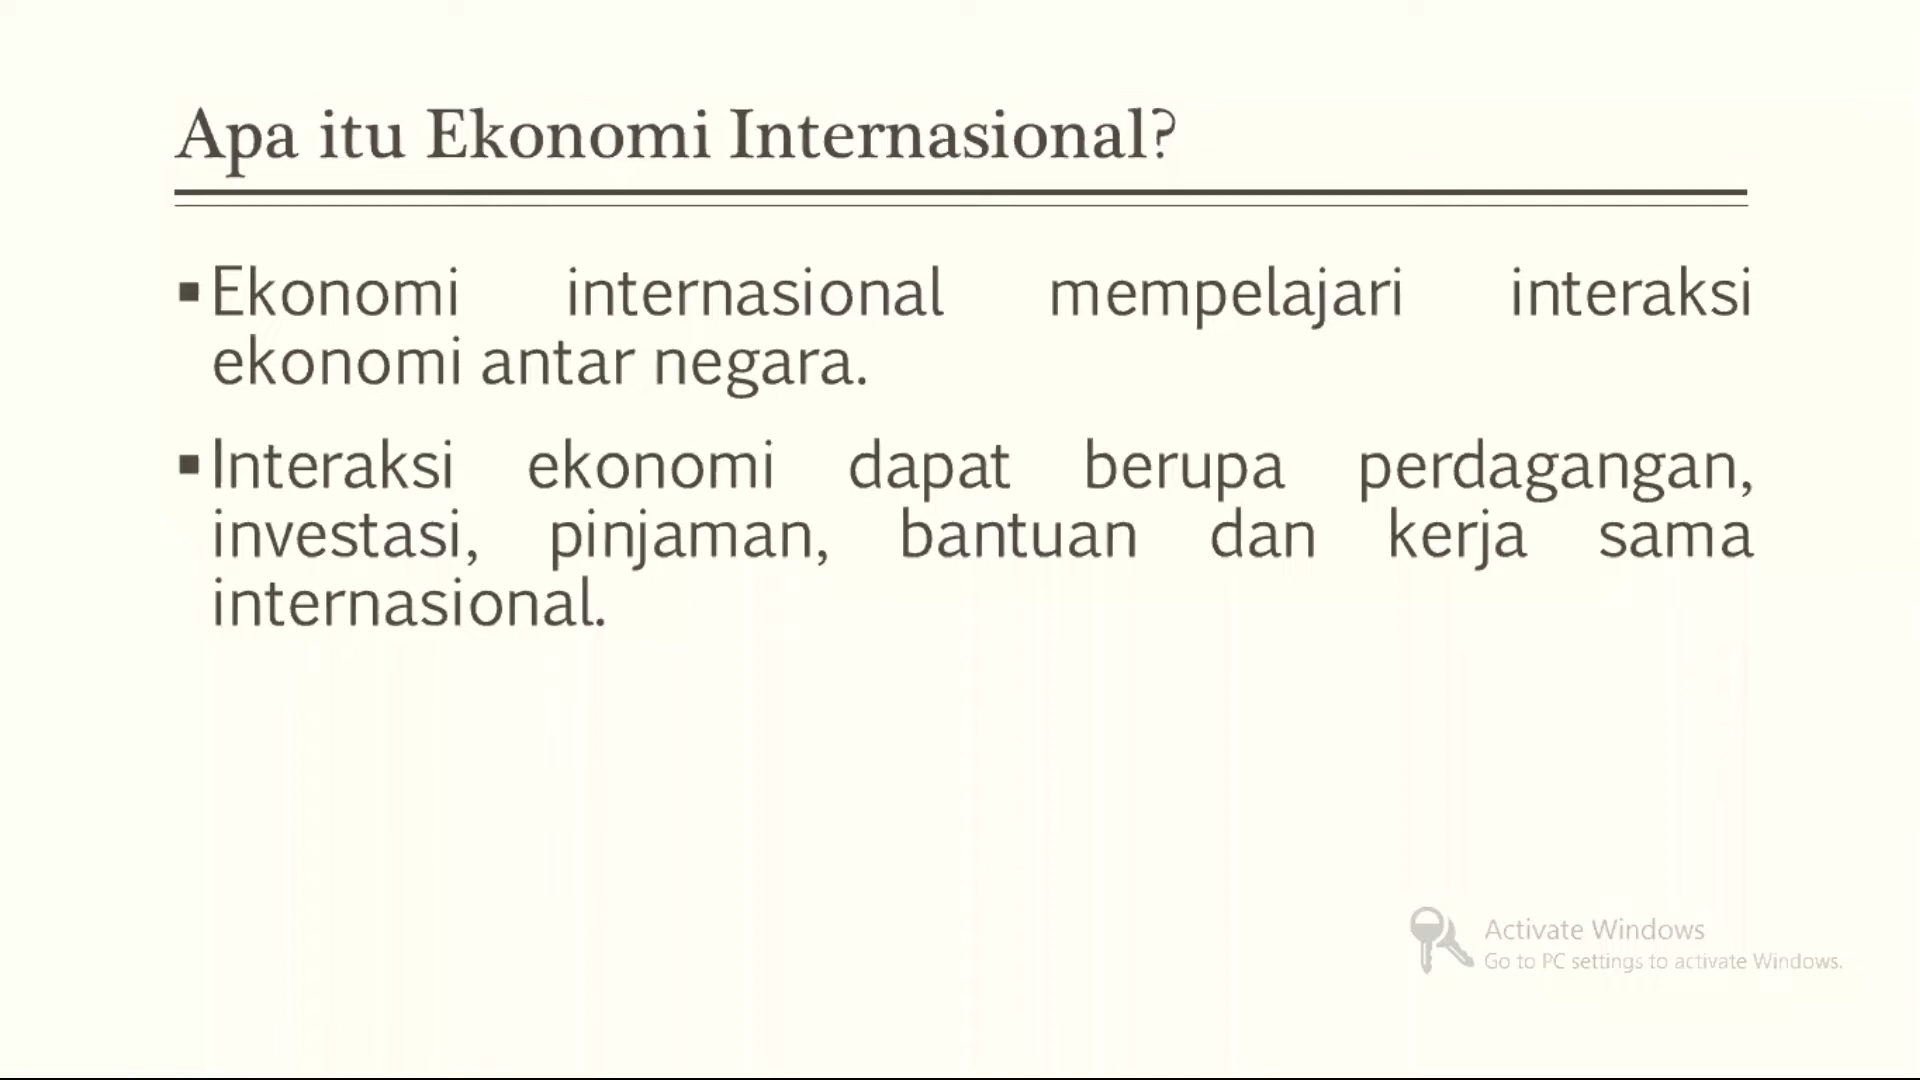 Apa itu Ekonomi Internasional?
▪Ekonomi internasional mempelajari interaksi
ekonomi antar negara.
▪Interaksi ekonomi dapat berupa perdagangan,
investasi, pinjaman, bantuan dan kerja sama
internasional.
Activate Windows
Go to PC settings to activate Windows.